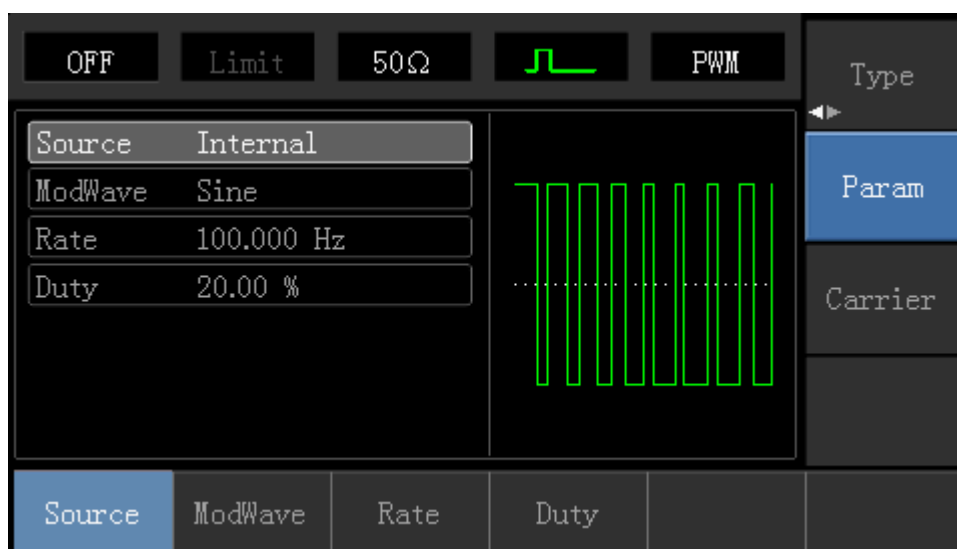 OFF Limit 50Ω PWM
Type
Source Internal
ModWave Sine
Param
Rate 100.000 Hz
Duty 20.00 %
Carrier
Source ModWave Rate Duty